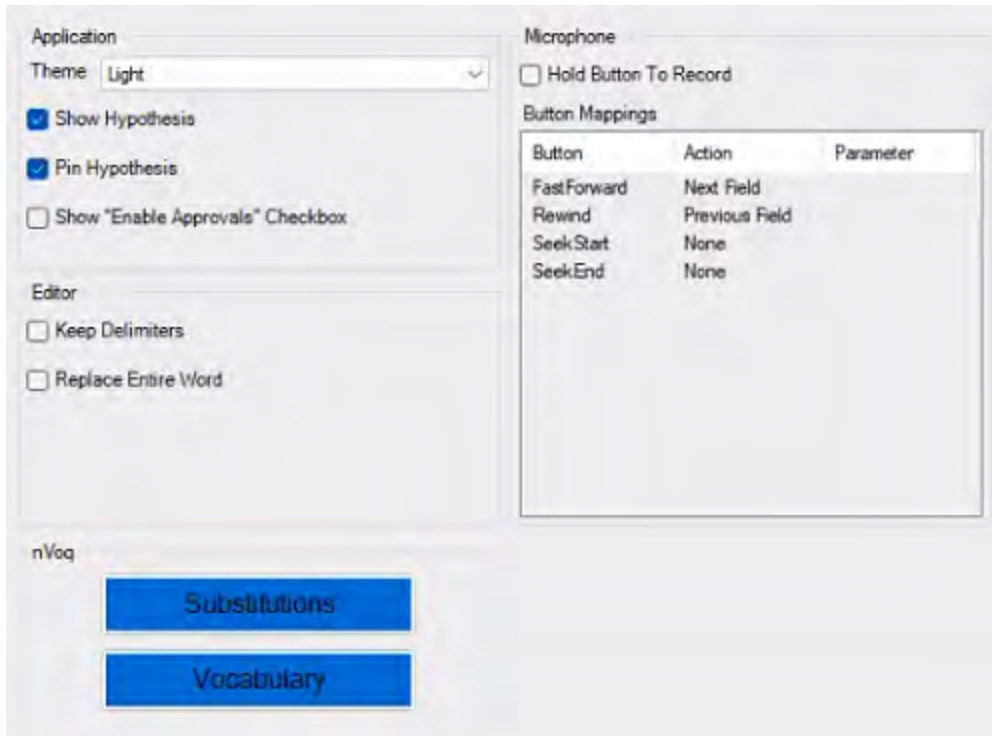 Application
Theme Light
Show Hypothesis
Pin Hypothesis
Show "Enable Approvals" Checkbox
Editor
Keep Delimiters
Replace Entire Word
nVoq
Substitutions
Vocabulary
Microphone
Hold Button To Record
Button Mappings
Button Action Parameter
FastForward Next Field
Rewind Previous Field
SeekStart None
SeekEnd None